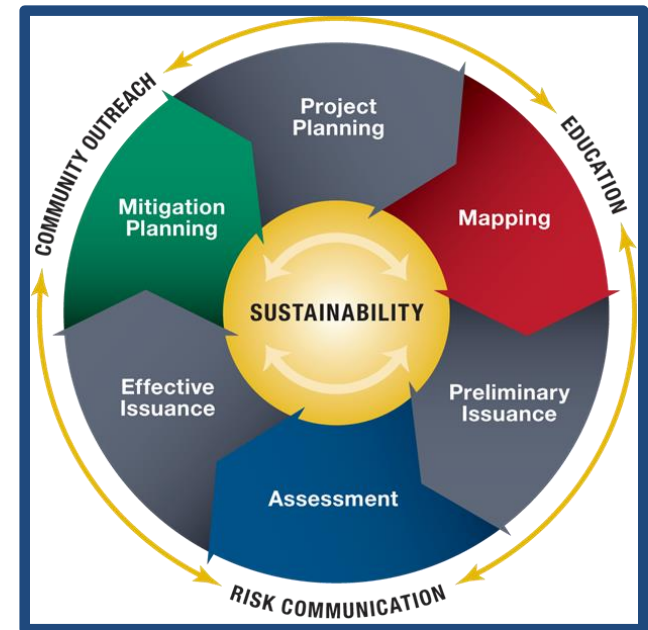 COMMUNITY OUTREACH
EDUCATION
Project
Planning
Mitigation
Planning
Mapping
SUSTAINABILITY
Effective
Issuance
Preliminary
Issuance
Assessment
RISK COMMUNICATION